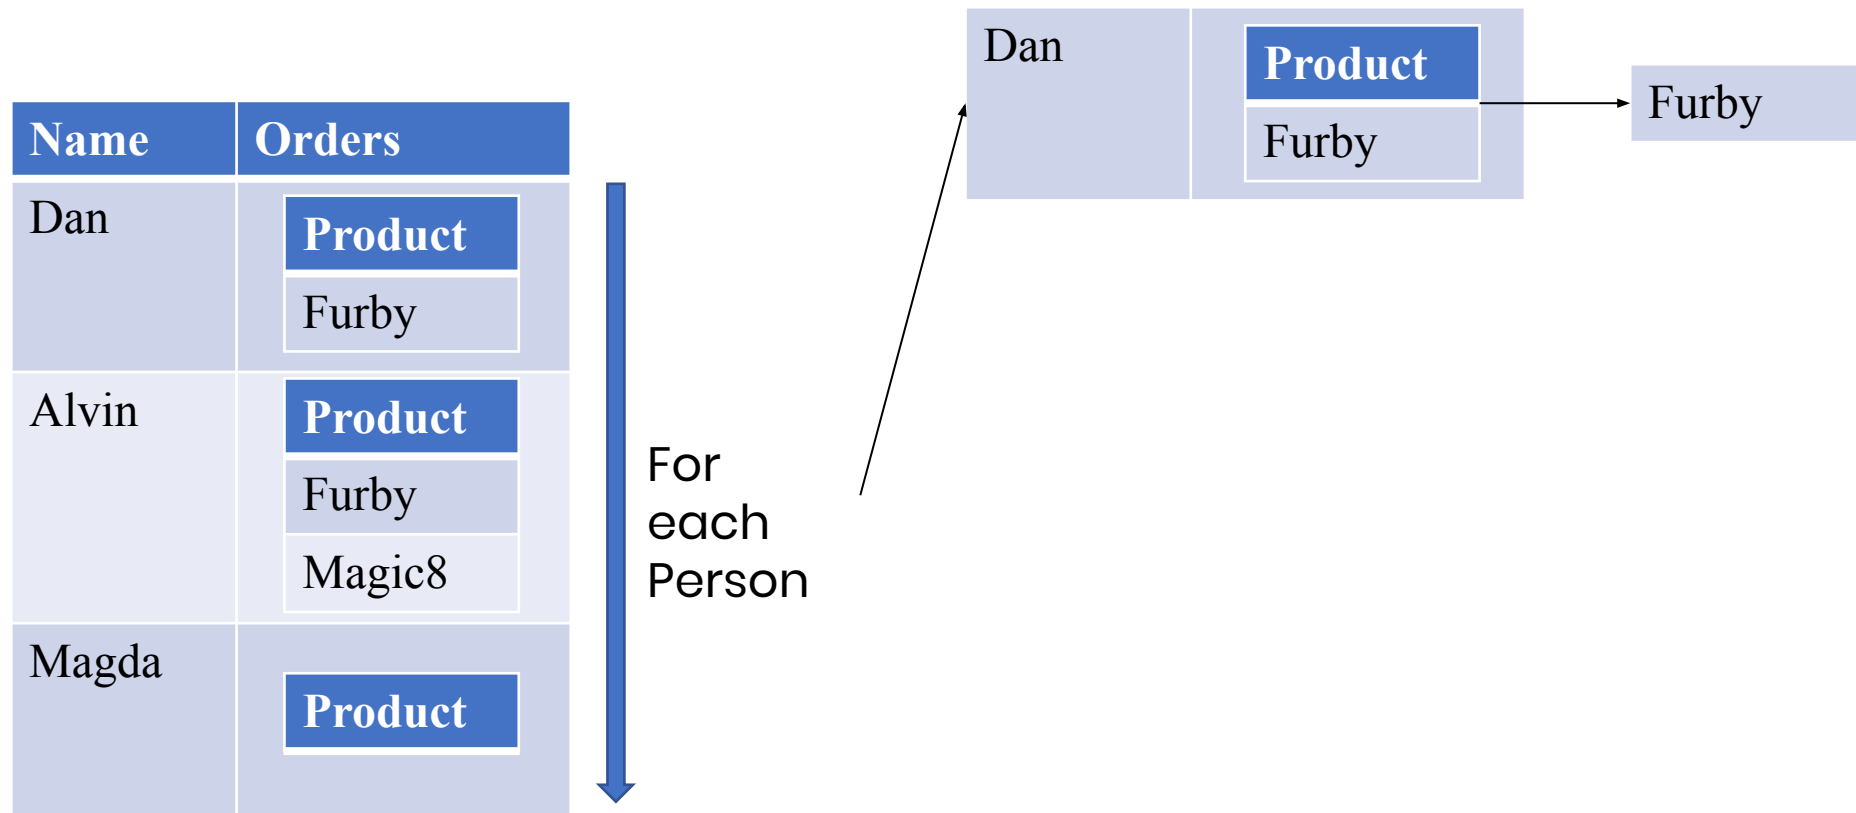 Name Orders
Dan
Product
Furby
Alvin
Product
Furby
Magic8
Magda
Product
For
each
Person
Dan
Product
Furby
Furby